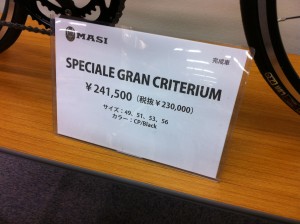 MASI
完成車
SPECIALE GRAN CRITERIUM
￥241,500（税抜￥230,000）
サイズ：49、51、53、56
カラー：CP/Black